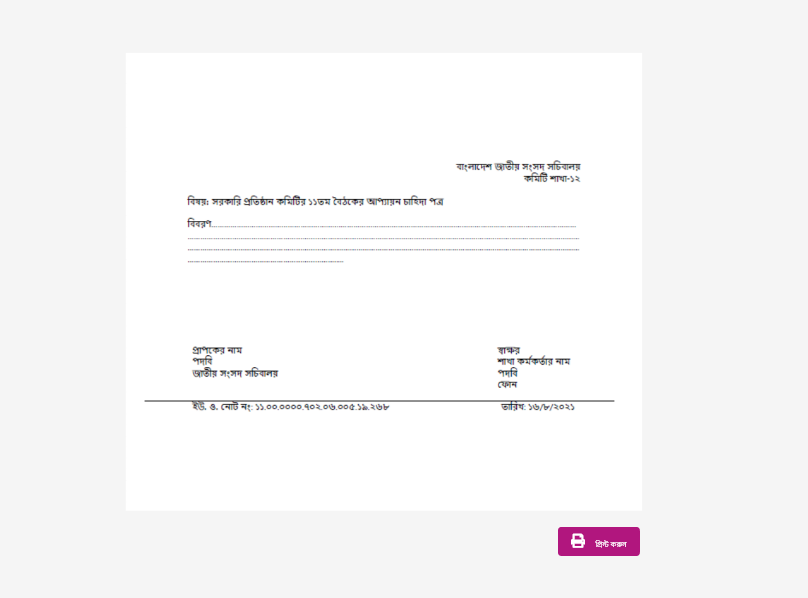 বাংলাদেশ জাতীয় সংসদ সচিবালয়
কমিটি শাখা-১২
বিষয়: সরকারি প্রতিষ্ঠান কমিটির ১১তম বৈঠকের আপ্যায়ন চাহিদা পত্র
বিবরণ........................................................................
........................................................................
........................................................................
........................................
প্রাপকের নাম
পদবি
জাতীয় সংসদ সচিবালয়
স্বাক্ষর
শাখা কর্মকর্তার নাম
পদবি
ফোন
ইউ. ও. নোট নং: ১১.০০.০০০০.৭০২.০৬.০০৫.১৯.২৬৮
তারিখ: ১৬/৮/২০২১
প্রিন্ট করুন